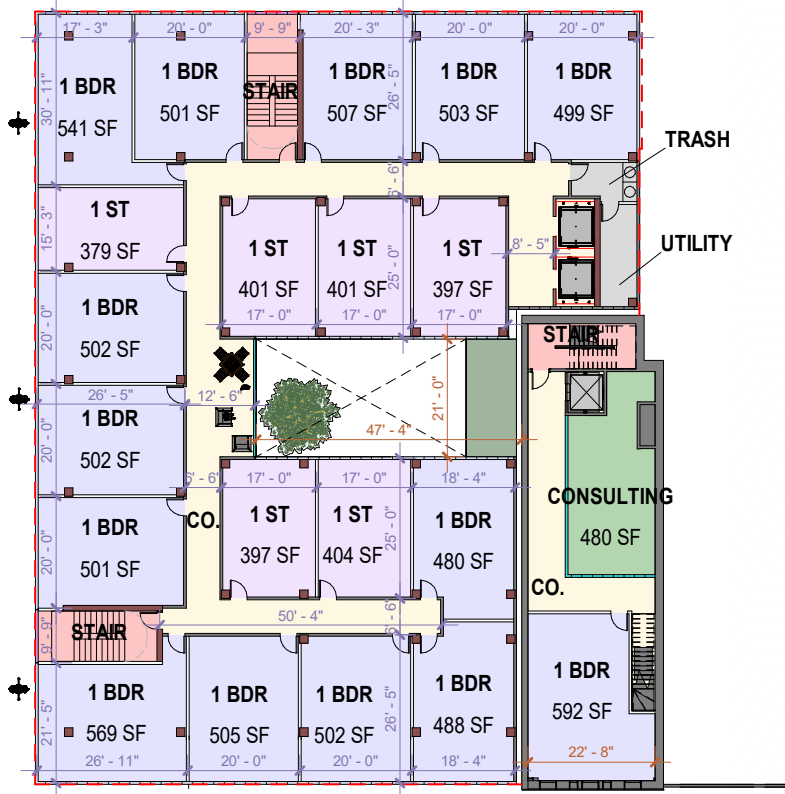 17' - 3"
20' - 0"
9' - 9"
20' - 3"
20' - 0"
20' - 0"
30' - 11"
1 BDR
541 SF
1 BDR
501 SF
STAIR
1 BDR
507 SF
26' - 5"
1 BDR
503 SF
1 BDR
499 SF
TRASH
UTILITY
15' - 3"
1 ST
379 SF
1 ST
401 SF
1 ST
401 SF
25' - 0"
1 ST
397 SF
8' - 5"
17' - 0"
17' - 0"
17' - 0"
20' - 0"
1 BDR
502 SF
STAIR
26' - 5"
12' - 6"
21' - 0"
47' - 4"
20' - 0"
1 BDR
502 SF
17' - 0"
17' - 0"
18' - 4"
CONSULTING
480 SF
20' - 0"
1 BDR
501 SF
CO.
1 ST
397 SF
1 ST
404 SF
25' - 0"
1 BDR
480 SF
CO.
9' - 9"
STAIR
50' - 4"
21' - 5"
1 BDR
569 SF
1 BDR
505 SF
1 BDR
502 SF
26' - 5"
1 BDR
488 SF
1 BDR
592 SF
22' - 8"
26' - 11"
20' - 0"
20' - 0"
18' - 4"